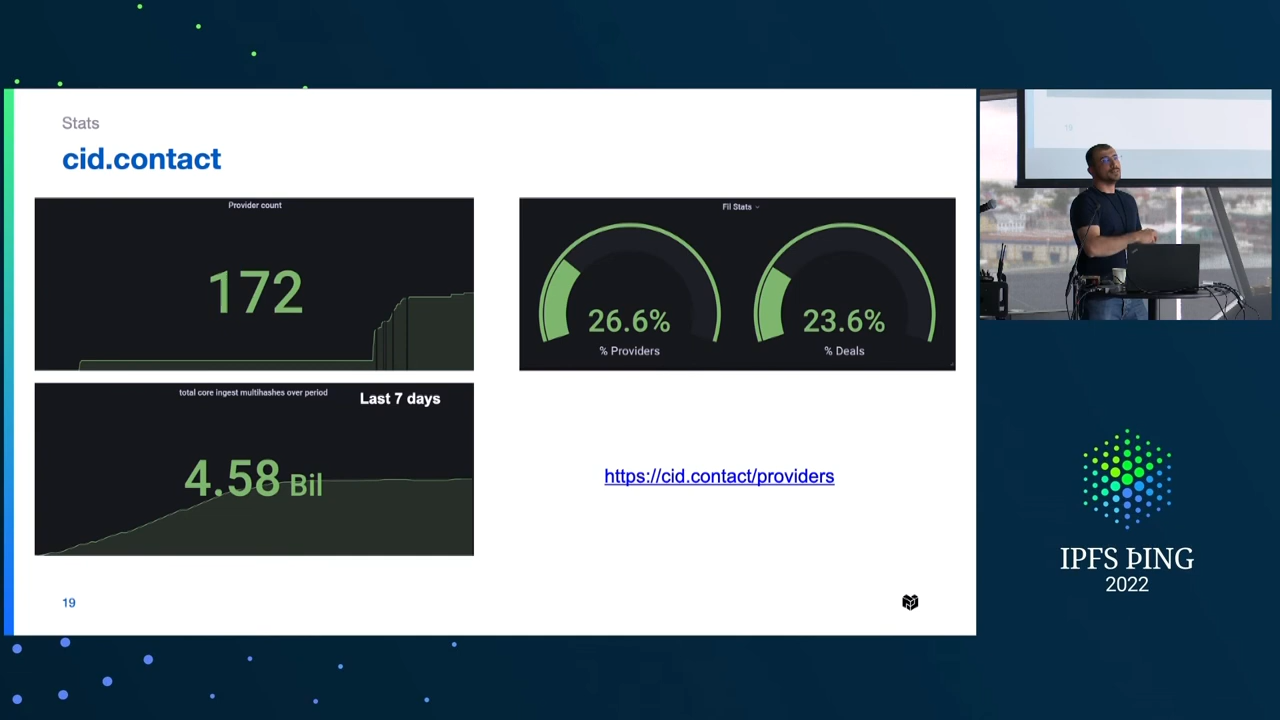 Stats
cid.contact
Provider count
172
Fil Stats
26.6%
% Providers
23.6%
% Deals
total core ingest multihashes over period
Last 7 days
4.58 Bil
https://cid.contact/providers
19
IPFS ÞING
2022